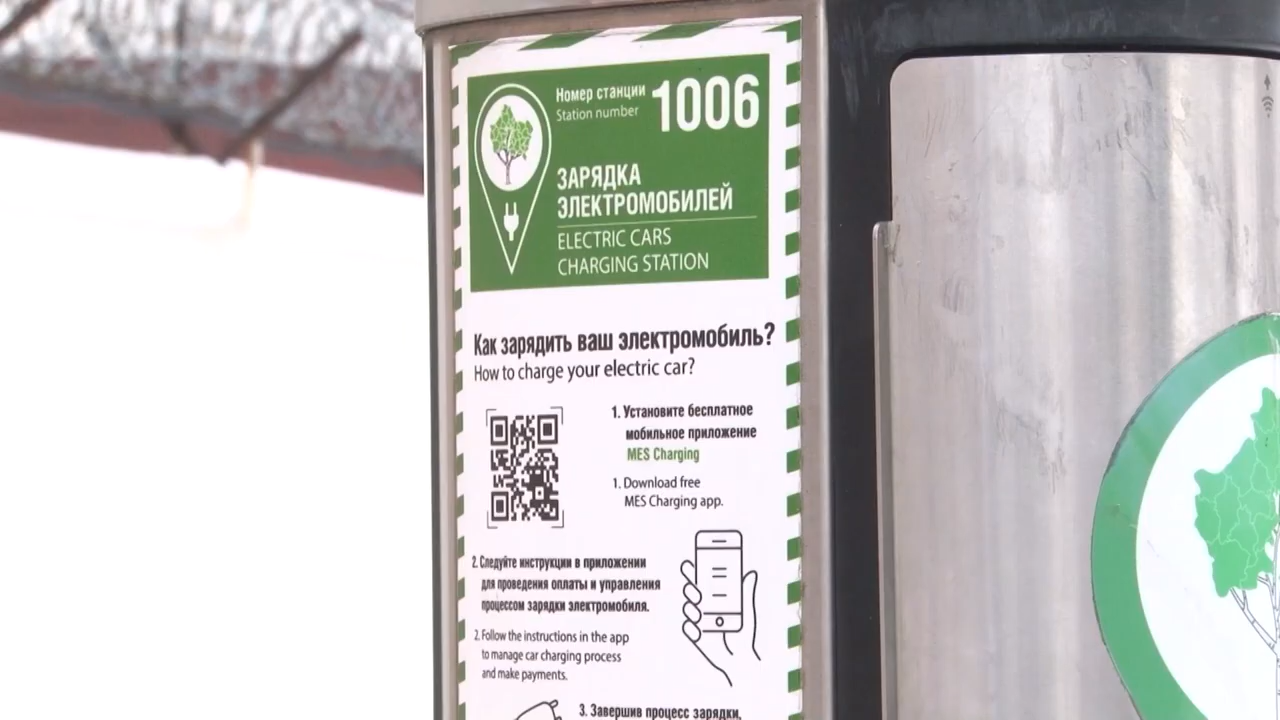 Номер станции
Station number
1006
ЗАРЯДКА
ЭЛЕКТРОМОБИЛЕЙ
ELECTRIC CARS
CHARGING STATION
Как зарядить ваш электромобиль?
How to charge your electric car?
1. Установите бесплатное
мобильное приложение
MES Charging
1. Download free
MES Charging app.
2. Следуйте инструкции в приложении
для проведения оплаты и управления
процессом зарядки электромобиля.
2. Follow the instructions in the app
to manage car charging process
and make payments.
3. Завершив процесс зарядки,